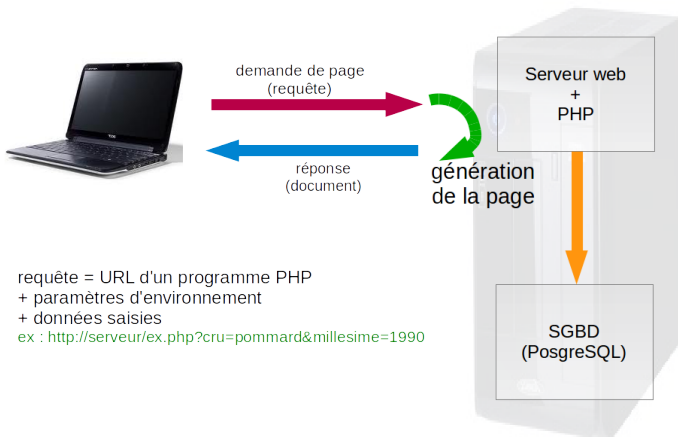 demande de page
(requête)
Serveur web
+
PHP
réponse
(document)
génération
de la page
requête = URL d'un programme PHP
+ paramètres d'environnement
+ données saisies
ex : http://serveur/ex.php?cru=pommard&millesime=1990
SGBD
(PosgreSQL)